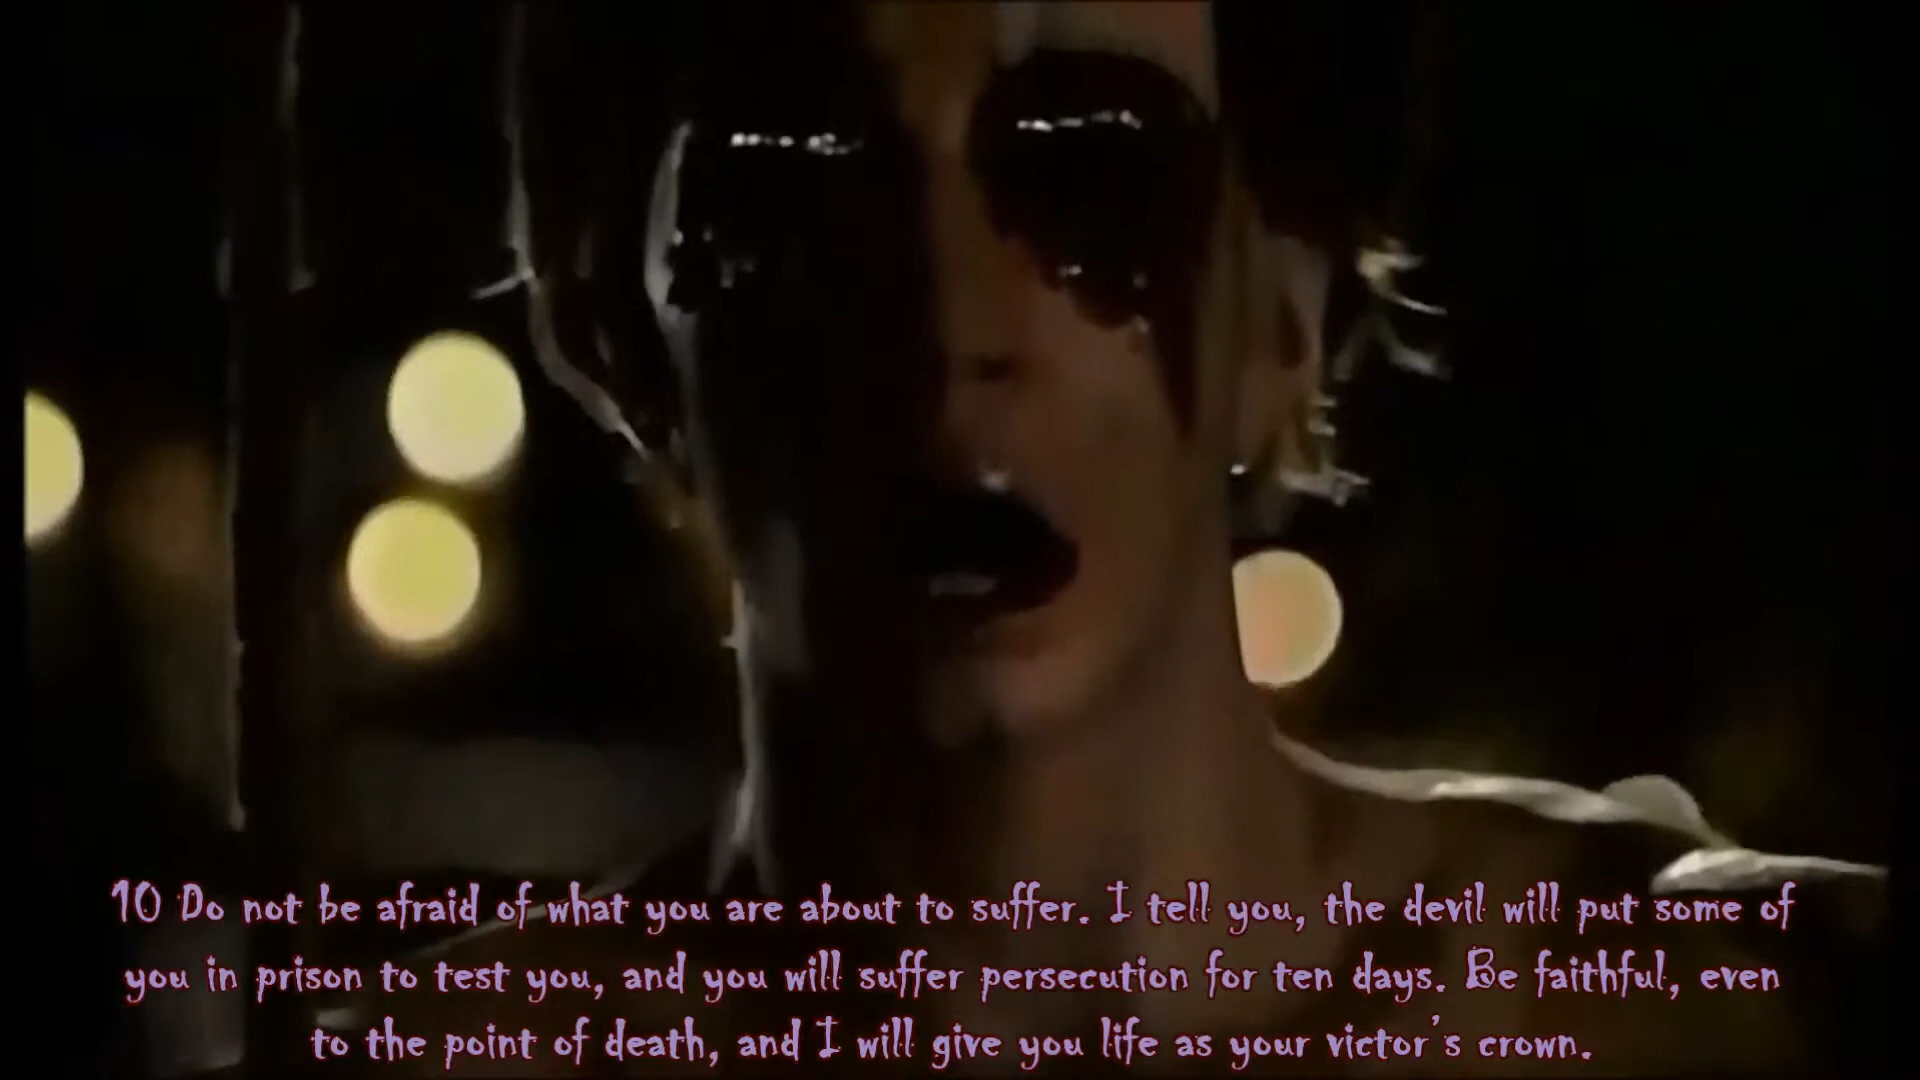 10 Do not be afraid of what you are about to suffer. I tell you, the devil will put some of
you in prison to test you, and you will suffer persecution for ten days. Be faithful, even
to the point of death, and I will give you life as your victor's crown.